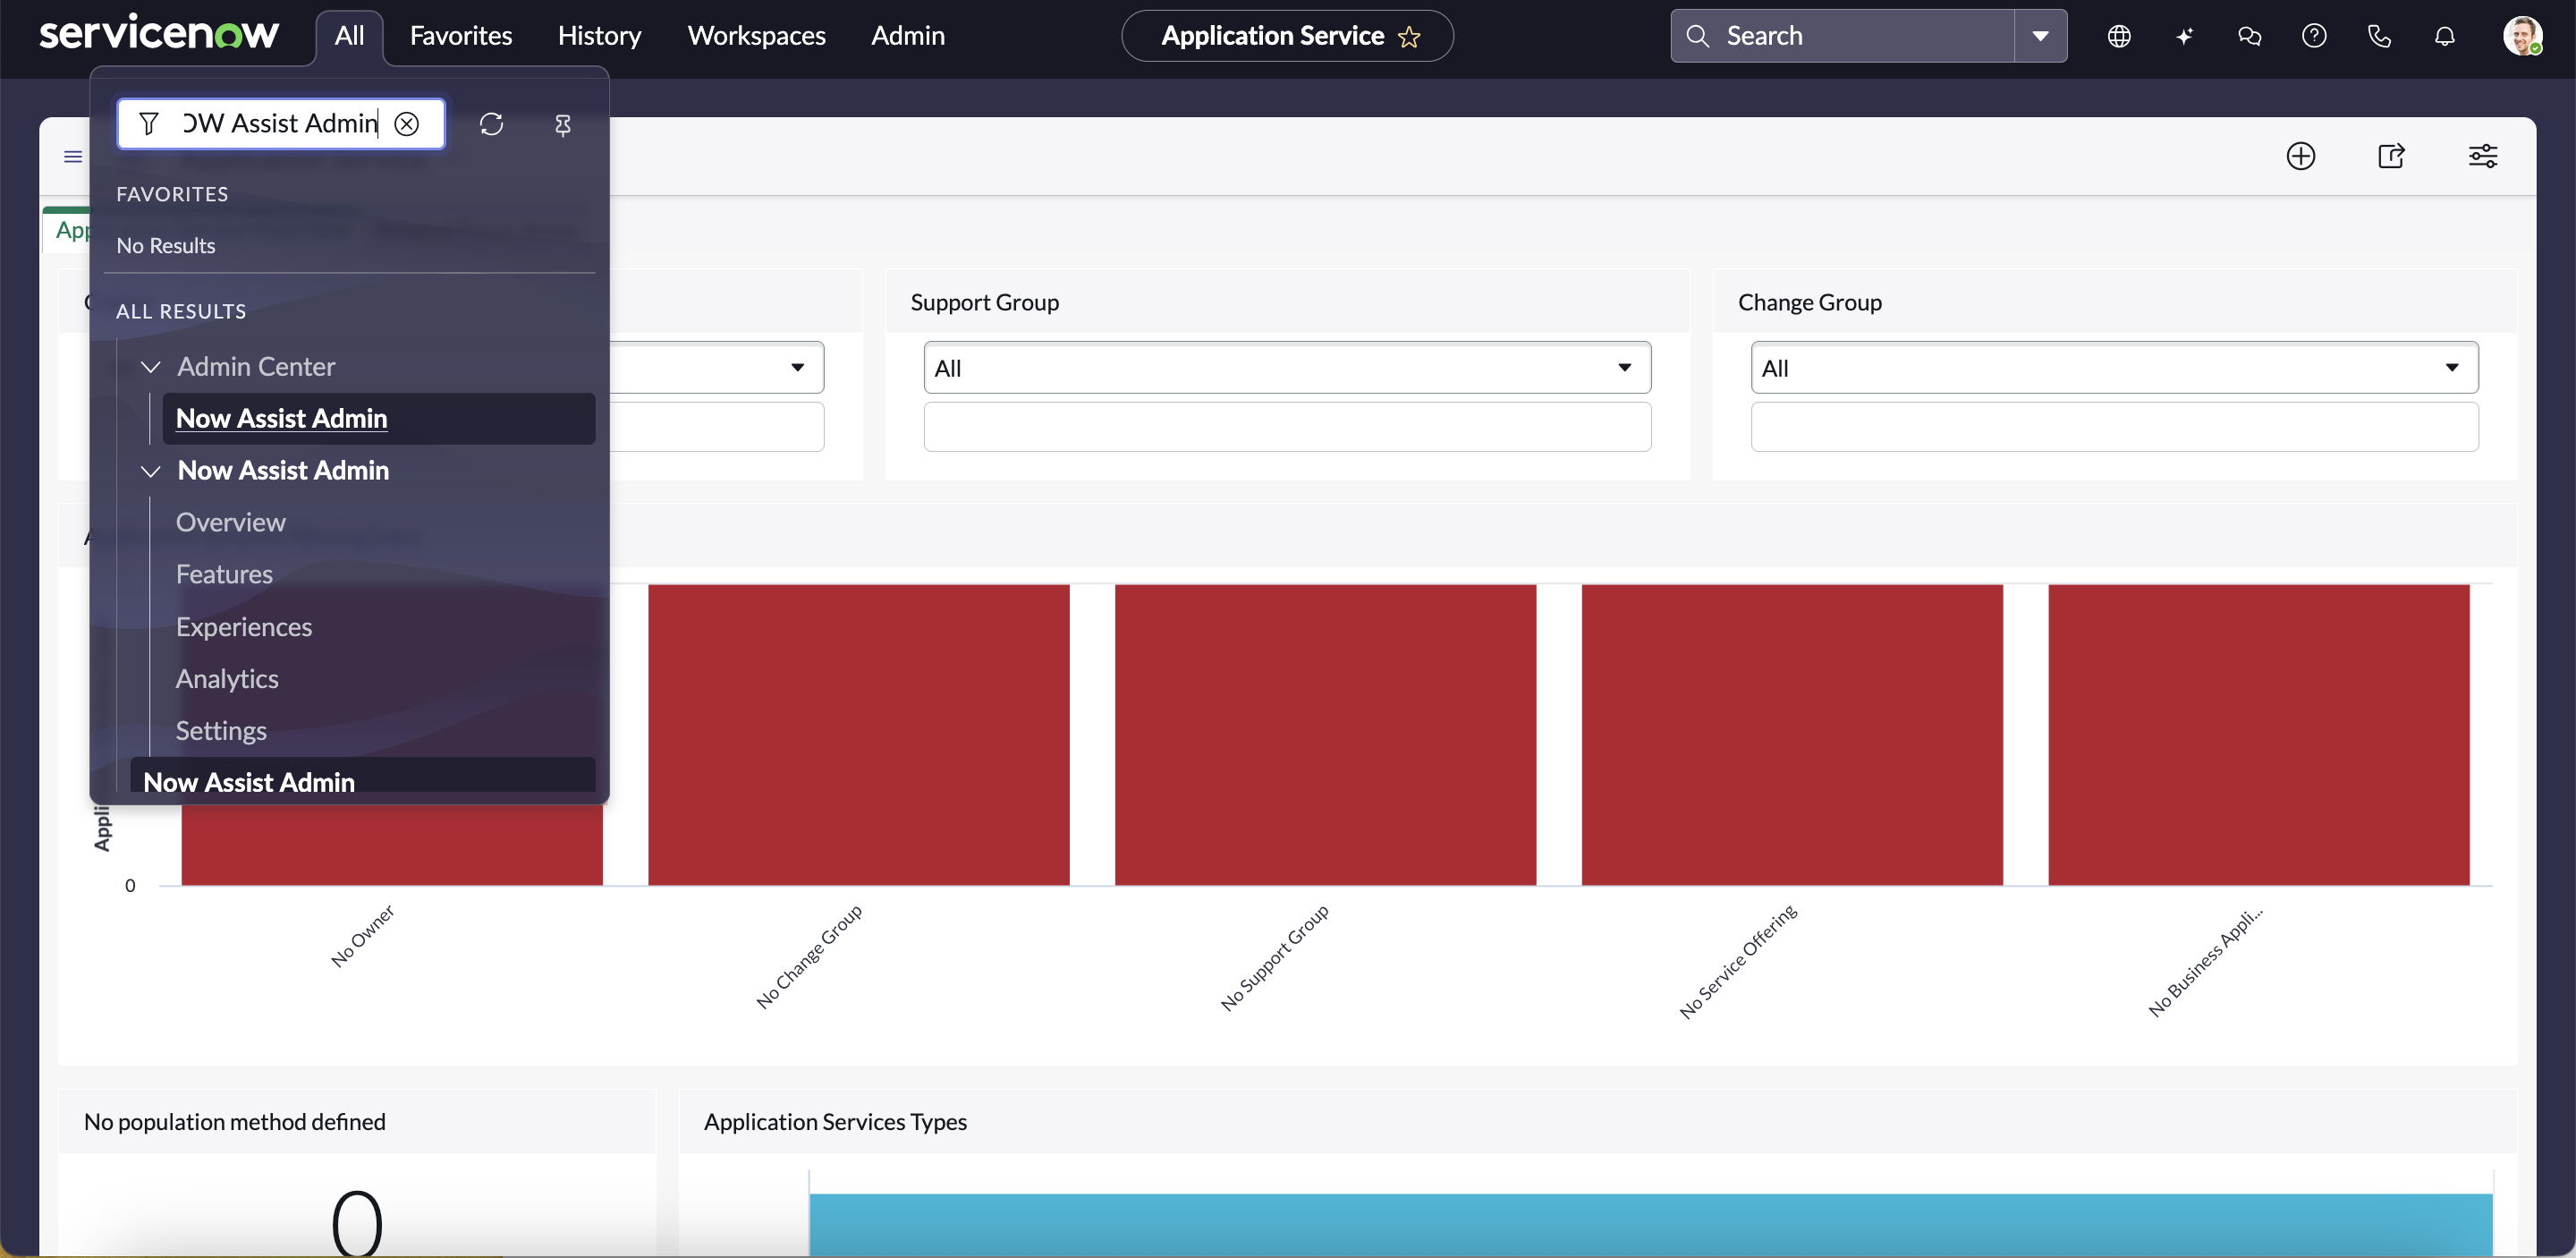 servicenow
All
Favorites
History
Workspaces
Admin
Application Service
Search
OW Assist Admin
FAVORITES
No Results
ALL RESULTS
Admin Center
Now Assist Admin
Now Assist Admin
Overview
Features
Experiences
Analytics
Settings
Now Assist Admin
Support Group
All
Change Group
All
0
No Owner
No Change Group
No Support Group
No Service Offering
No Business Appli...
No population method defined
0
Application Services Types